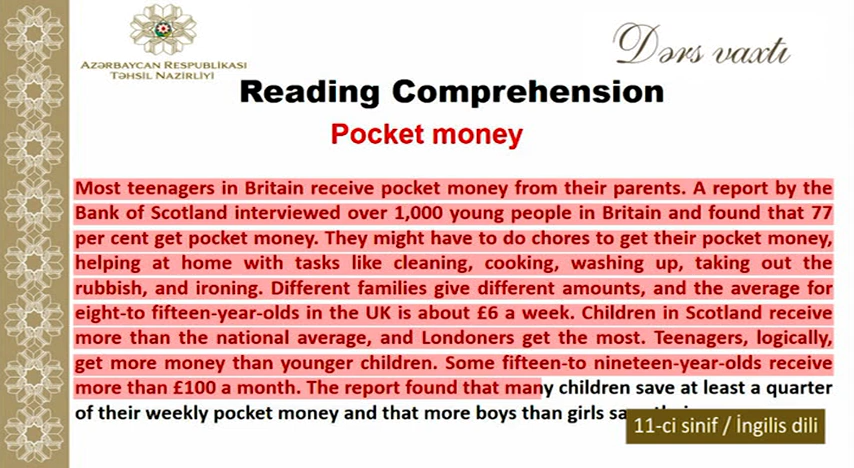 AZƏRBAYCAN RESPUBLİKASI
TƏHSİL NAZİRLİYİ
Dərs vaxtı
Reading Comprehension
Pocket money
Most teenagers in Britain receive pocket money from their parents. A report by the
Bank of Scotland interviewed over 1,000 young people in Britain and found that 77
per cent get pocket money. They might have to do chores to get their pocket money,
helping at home with tasks like cleaning, cooking, washing up, taking out the
rubbish, and ironing. Different families give different amounts, and the average for
eight-to fifteen-year-olds in the UK is about £6 a week. Children in Scotland receive
more than the national average, and Londoners get the most. Teenagers, logically,
get more money than younger children. Some fifteen-to nineteen-year-olds receive
more than £100 a month. The report found that many children save at least a quarter
of their weekly pocket money and that more boys than girls
11-ci sinif / İngilis dili